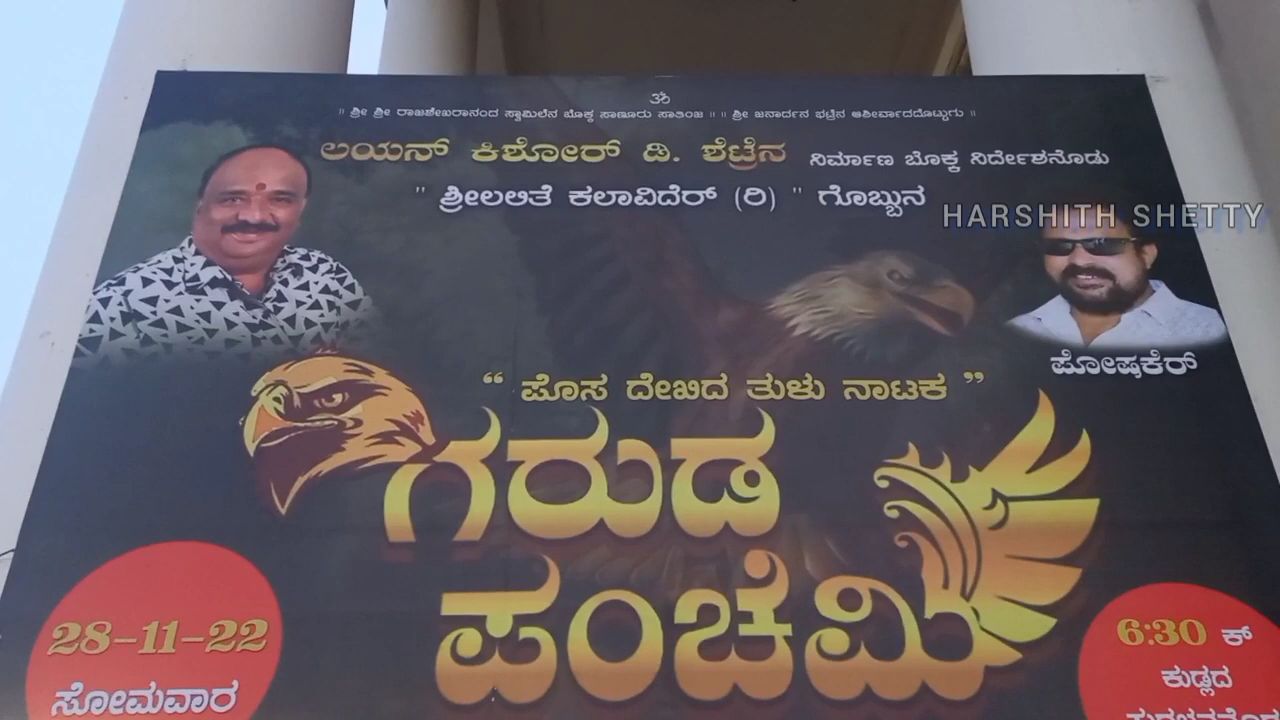 ॐ
|| ಶ್ರೀ ಶ್ರೀ ರಾಜಶೇಖರಾನಂದ ಸ್ವಾಮಿಲೆನ ಬೊಕ್ಕ ಸಾಣೂರು ಸಾತಿಂಜ || || ಶ್ರೀ ಜನಾರ್ದನ ಭಟ್ರೆನ ಆಶೀರ್ವಾದದೊಟ್ಟುಗು ||
ಲಯನ್ ಕಿಶೋರ್ ಡಿ. ಶೆಟ್ರೆನ ನಿರ್ಮಾಣ ಬೊಕ್ಕ ನಿರ್ದೇಶನೊಡು
" ಶ್ರೀಲಲಿತೆ ಕಲಾವಿದೆರ್ (ರಿ) " ಗೊಬ್ಬುನ
HARSHITH SHETTY
ಪೋಷಕೆರ್
“ ಪೊಸ ದೇಖಿದ ತುಳು ನಾಟಕ ”
ಗರುಡ
ಪಂಚೆಮಿ
28-11-22
ಸೋಮವಾರ
6:30 ಕ್
ಕುಡ್ಲದ